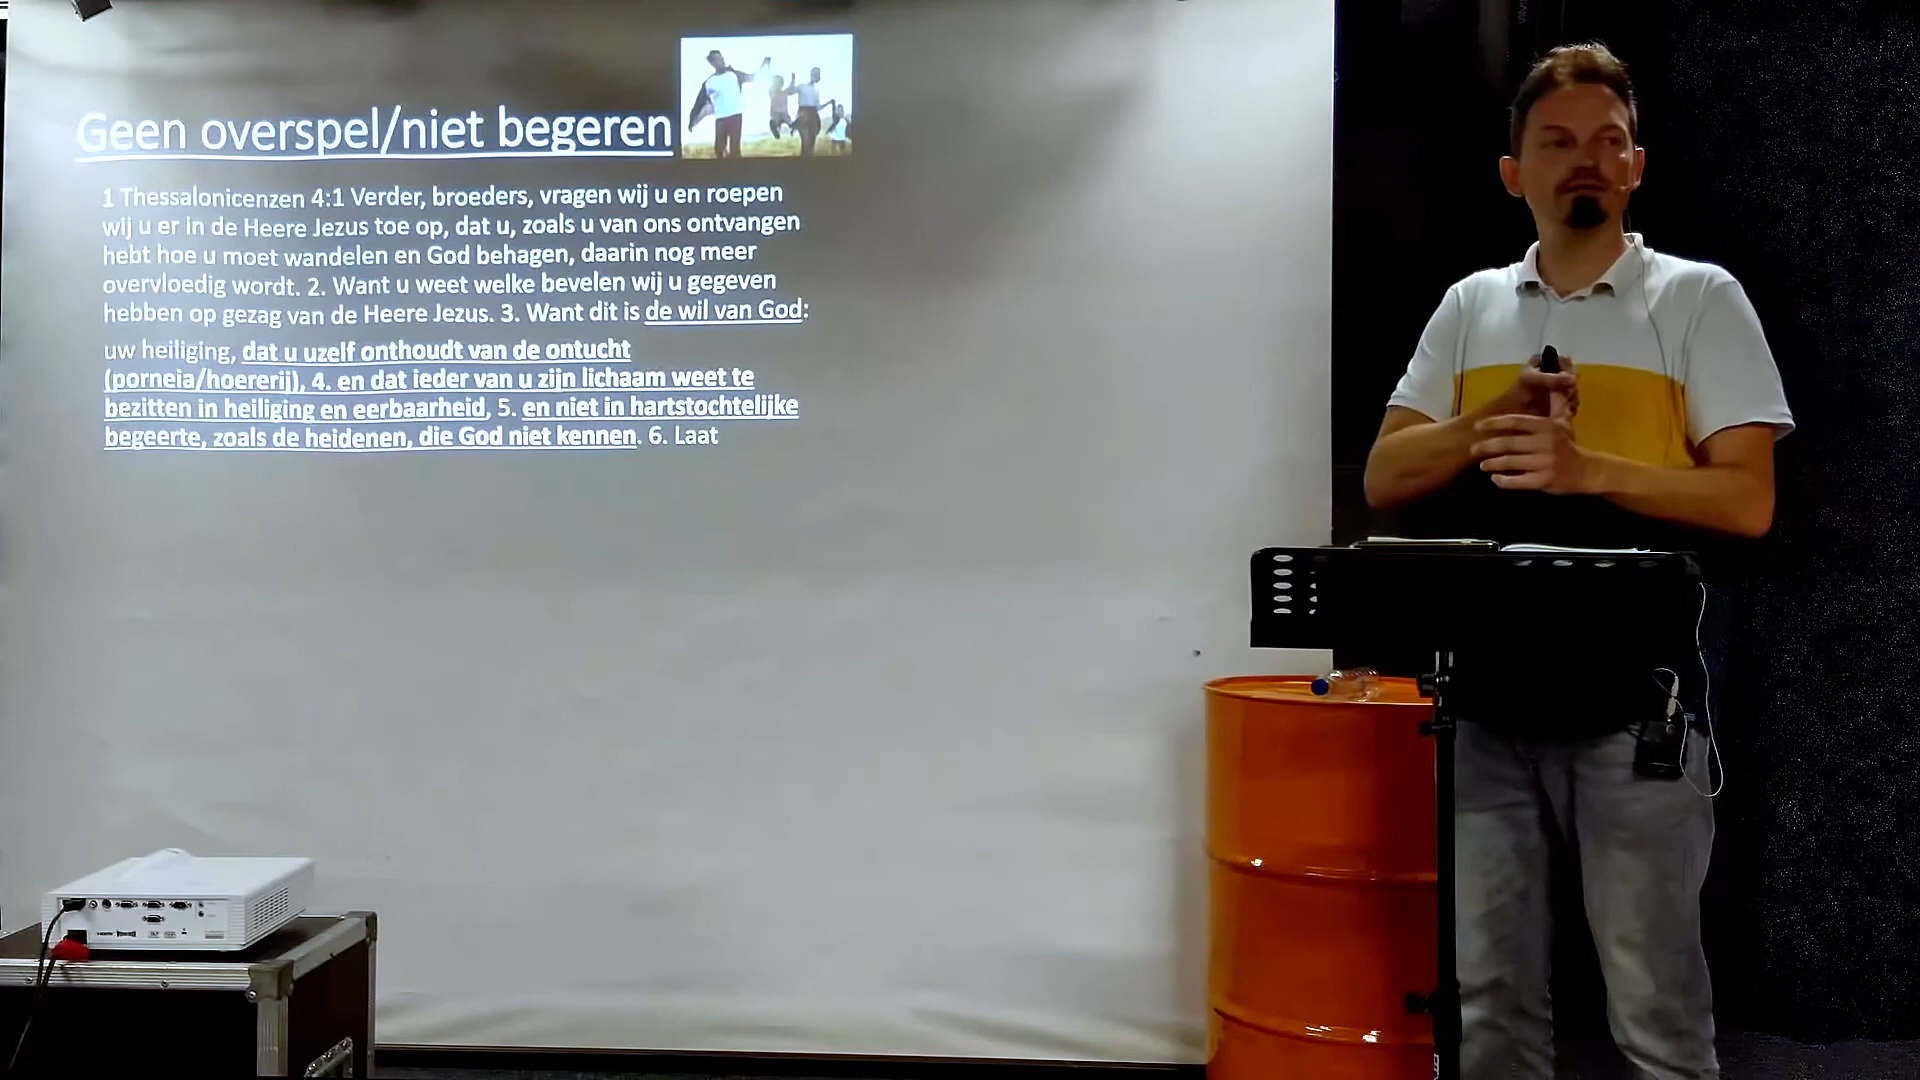 Geen overspel/niet begeren
1 Thessalonicenzen 4:1 Verder, broeders, vragen wij u en roepen
wij u er in de Heere Jezus toe op, dat u, zoals u van ons ontvangen
hebt hoe u moet wandelen en God behagen, daarin nog meer
overvloedig wordt. 2. Want u weet welke bevelen wij u gegeven
hebben op gezag van de Heere Jezus. 3. Want dit is de wil van God:
uw heiliging, dat u uzelf onthoudt van de ontucht
(porneia/hoererij), 4. en dat ieder van u zijn lichaam weet te
bezitten in heiliging en eerbaarheid, 5. en niet in hartstochtelijke
begeerte, zoals de heidenen, die God niet kennen. 6. Laat